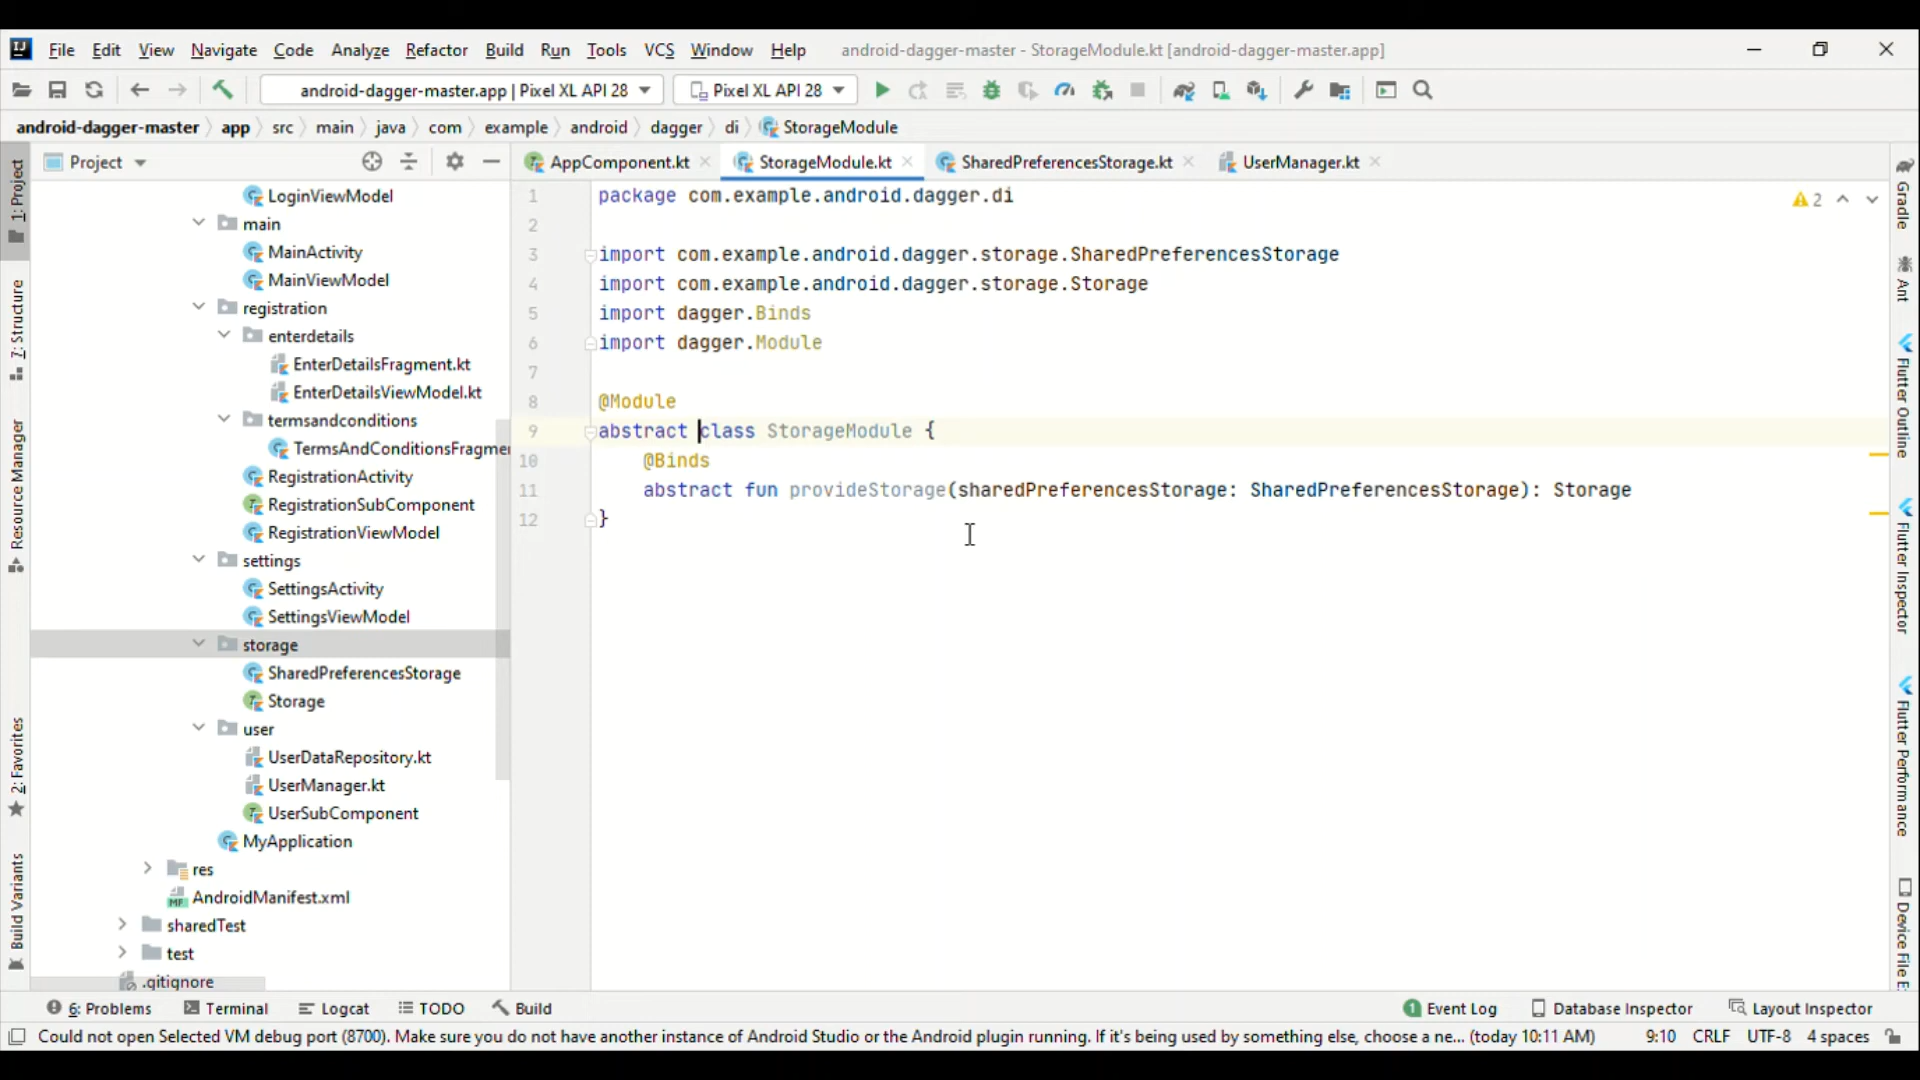 IJ File Edit View Navigate Code Analyze Refactor Build Run Tools VCS Window Help android-dagger-master - StorageModule.kt [android-dagger-master.app]
android-dagger-master.app | Pixel XL API 28 Pixel XL API 28
android-dagger-master app src main java com example android dagger di StorageModule
Project
AppComponent.kt StorageModule.kt SharedPreferencesStorage.kt UserManager.kt
1: Project
7: Structure
Resource Manager
2: Favorites
Build Variants
LoginViewModel
main
MainActivity
MainViewModel
registration
enterdetails
EnterDetailsFragment.kt
EnterDetailsViewModel.kt
termsandconditions
TermsAndConditionsFragme
RegistrationActivity
RegistrationSubComponent
RegistrationViewModel
settings
SettingsActivity
SettingsViewModel
storage
SharedPreferencesStorage
Storage
user
UserDataRepository.kt
UserManager.kt
UserSubComponent
MyApplication
res
AndroidManifest.xml
sharedTest
test
.gitignore
1 package com.example.android.dagger.di
2
3 import com.example.android.dagger.storage.SharedPreferencesStorage
4 import com.example.android.dagger.storage.Storage
5 import dagger.Binds
6 import dagger.Module
7
8 @Module
9 abstract class StorageModule {
10 @Binds
11 abstract fun provideStorage(sharedPreferencesStorage: SharedPreferencesStorage): Storage
12 }
2
Gradle
Ant
Flutter Outline
Flutter Inspector
Flutter Performance
Device File E
6: Problems Terminal Logcat TODO Build 1 Event Log Database Inspector Layout Inspector
Could not open Selected VM debug port (8700). Make sure you do not have another instance of Android Studio or the Android plugin running. If it's being used by something else, choose a ne... (today 10:11 AM) 9:10 CRLF UTF-8 4 spaces